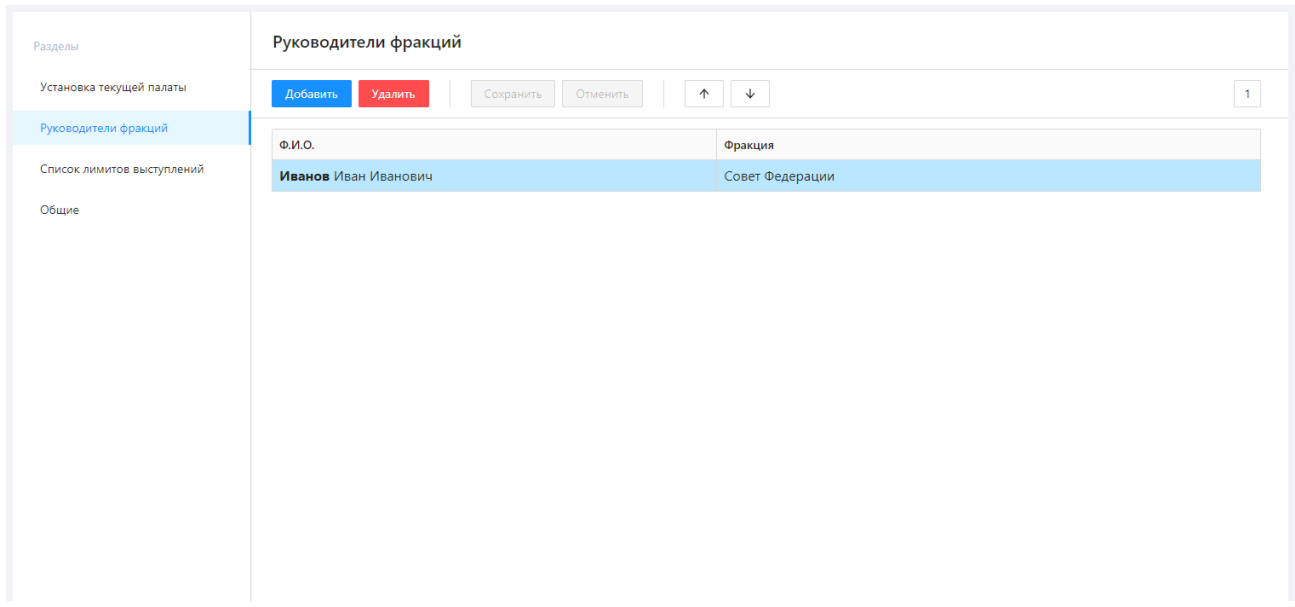 Разделы
Установка текущей палаты
Руководители фракций
Список лимитов выступлений
Общие
Руководители фракций
Добавить Удалить Сохранить Отменить ↑ ↓ 1
Ф.И.О. Фракция
Иванов Иван Иванович Совет Федерации